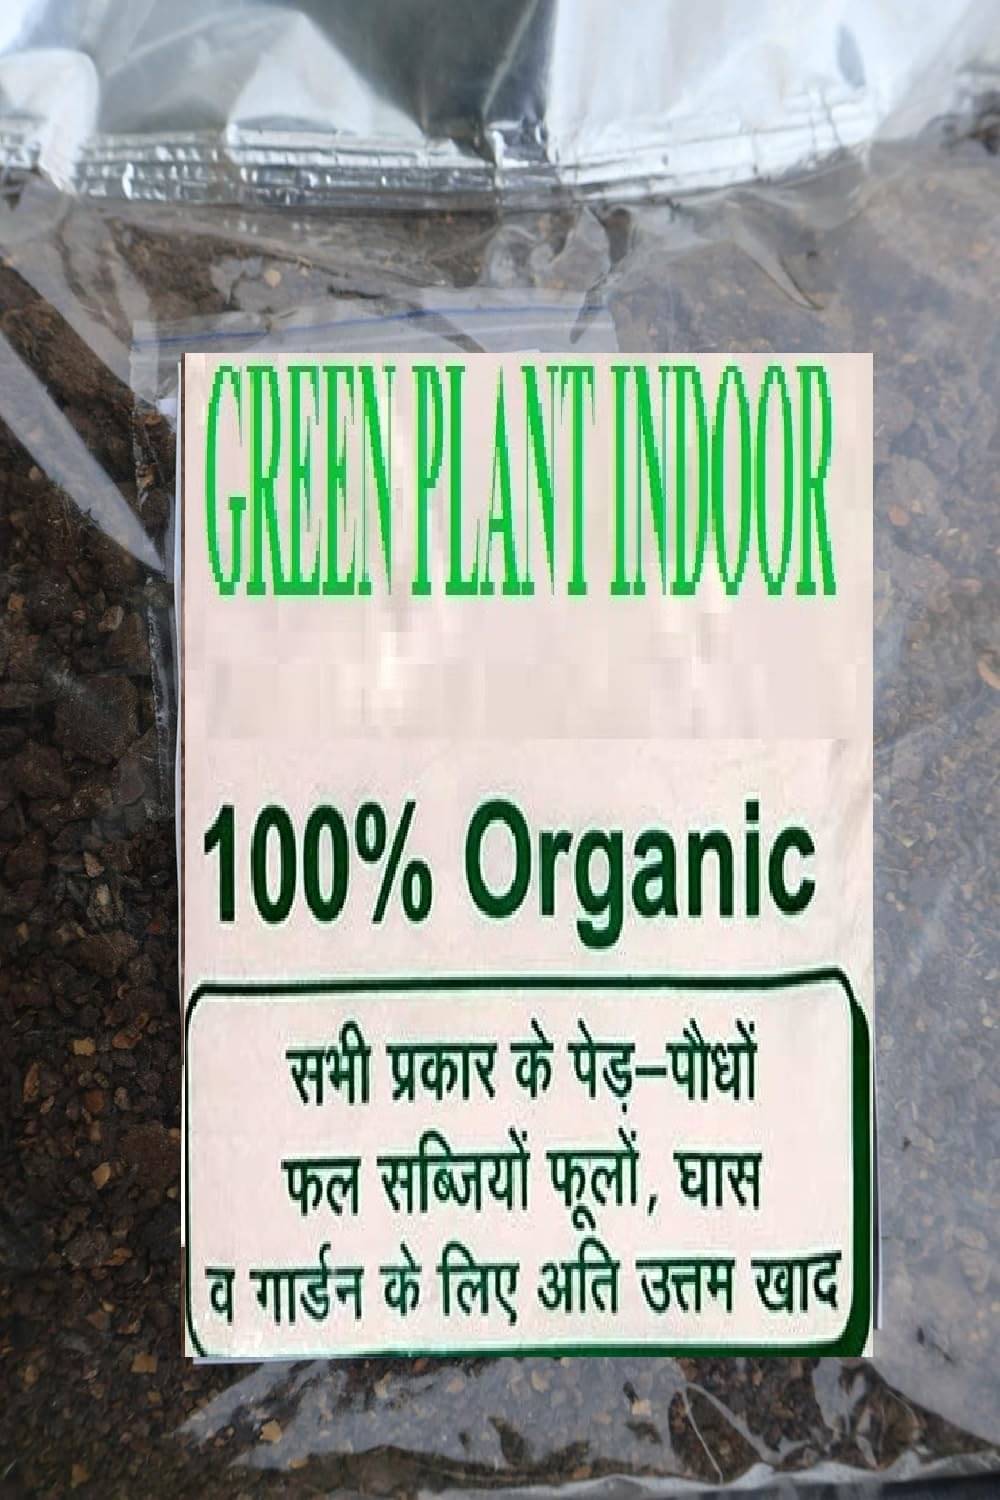 GREEN PLANT INDOOR
100% Organic
सभी प्रकार के पेड़–पौधों
फल सब्जियों फूलों, घास
व गार्डन के लिए अति उत्तम खाद